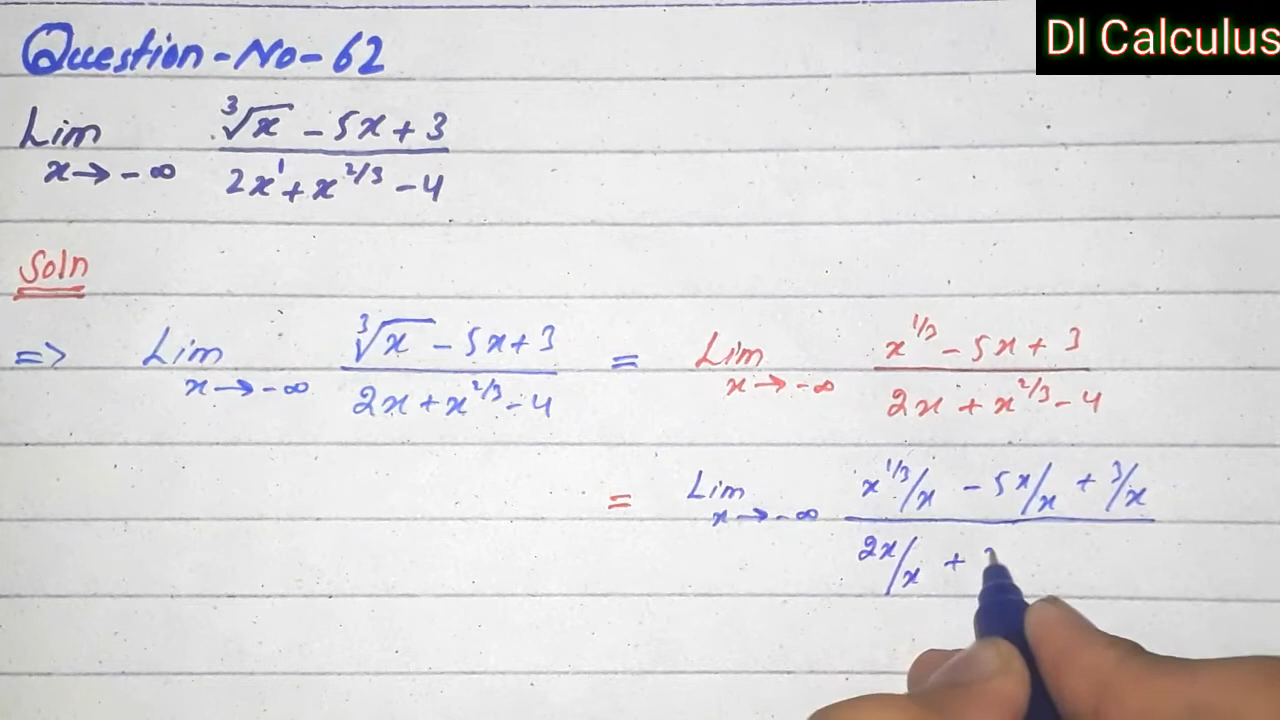 DI Calculus
Question-No-62
Lim x→-∞ (∛x - 5x + 3)/(2x¹ + x^2/3 - 4)
Soln
=> Lim x→-∞ (∛x - 5x + 3)/(2x + x^2/3 - 4) = Lim x→-∞ (x^1/3 - 5x + 3)/(2x + x^2/3 - 4)
= Lim x→-∞ (x^1/3/x - 5x/x + 3/x)/(2x/x +